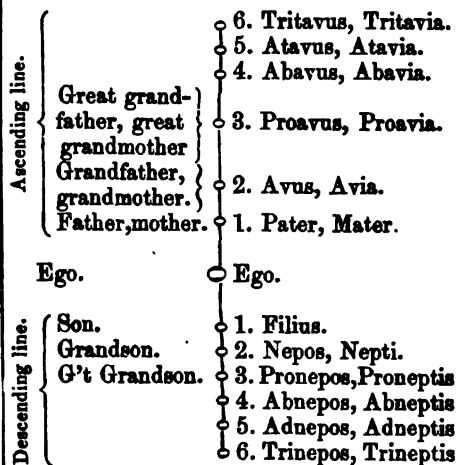 6. Tritavus, Tritavia.
5. Atavus, Atavia.
4. Abavus, Abavia.
Great grand-
father, great
grandmother
3. Proavus, Proavia.
Grandfather,
grandmother.
2. Avus, Avia.
Father,mother.
1. Pater, Mater.
Ascending line.
Ego.
Ego.
Son.
1. Filius.
Grandson.
2. Nepos, Nepti.
G't Grandson.
3. Pronepos,Proneptis
4. Abnepos, Abneptis
5. Adnepos, Adneptis
6. Trinepos, Trineptis
Descending line.